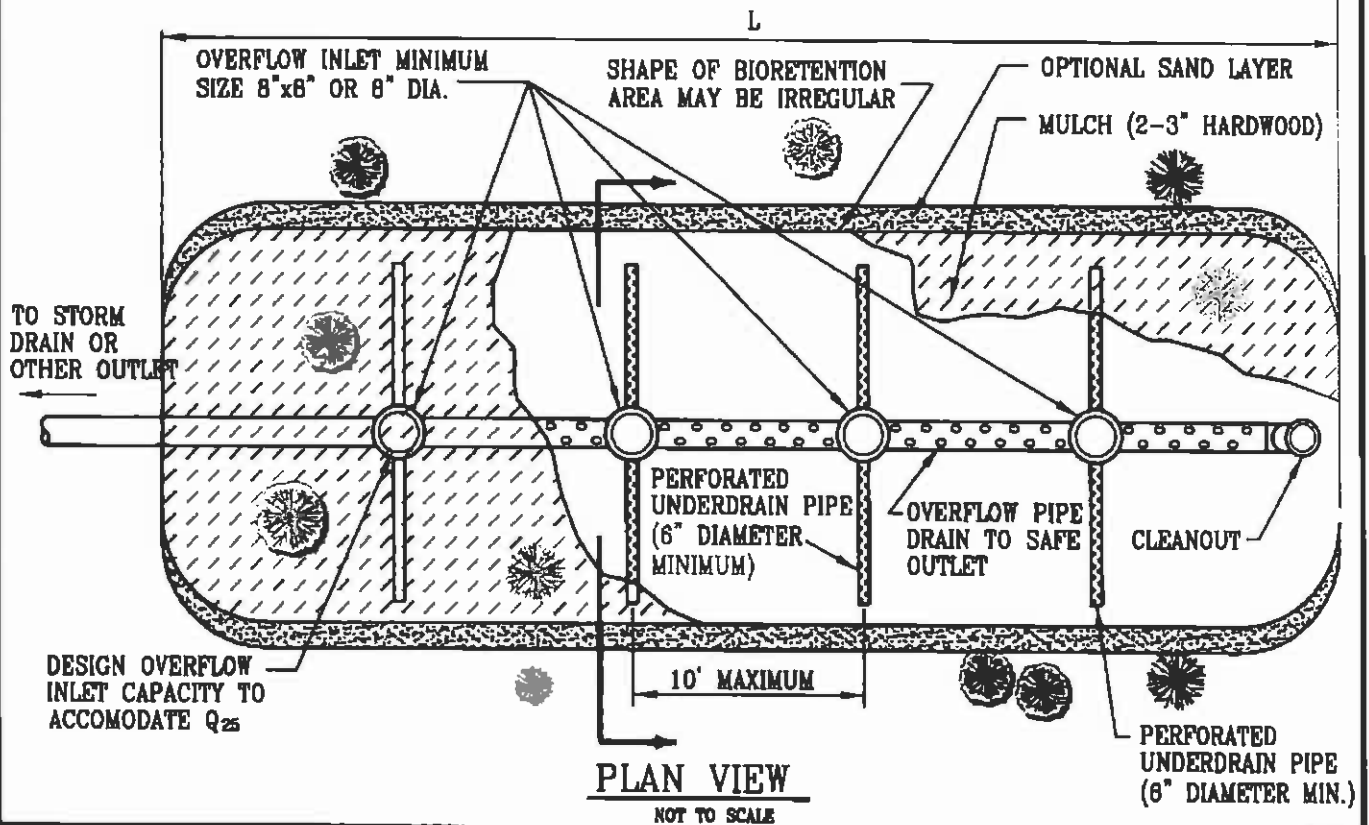 L
OVERFLOW INLET MINIMUM
SIZE 8"x8" OR 8" DIA.
SHAPE OF BIORETENTION
AREA MAY BE IRREGULAR
OPTIONAL SAND LAYER
MULCH (2-3" HARDWOOD)
TO STORM
DRAIN OR
OTHER OUTLET
PERFORATED
UNDERDRAIN PIPE
(6" DIAMETER
MINIMUM)
OVERFLOW PIPE
DRAIN TO SAFE
OUTLET
CLEANOUT
DESIGN OVERFLOW
INLET CAPACITY TO
ACCOMODATE Q25
10' MAXIMUM
PERFORATED
UNDERDRAIN PIPE
(6" DIAMETER MIN.)
PLAN VIEW
NOT TO SCALE